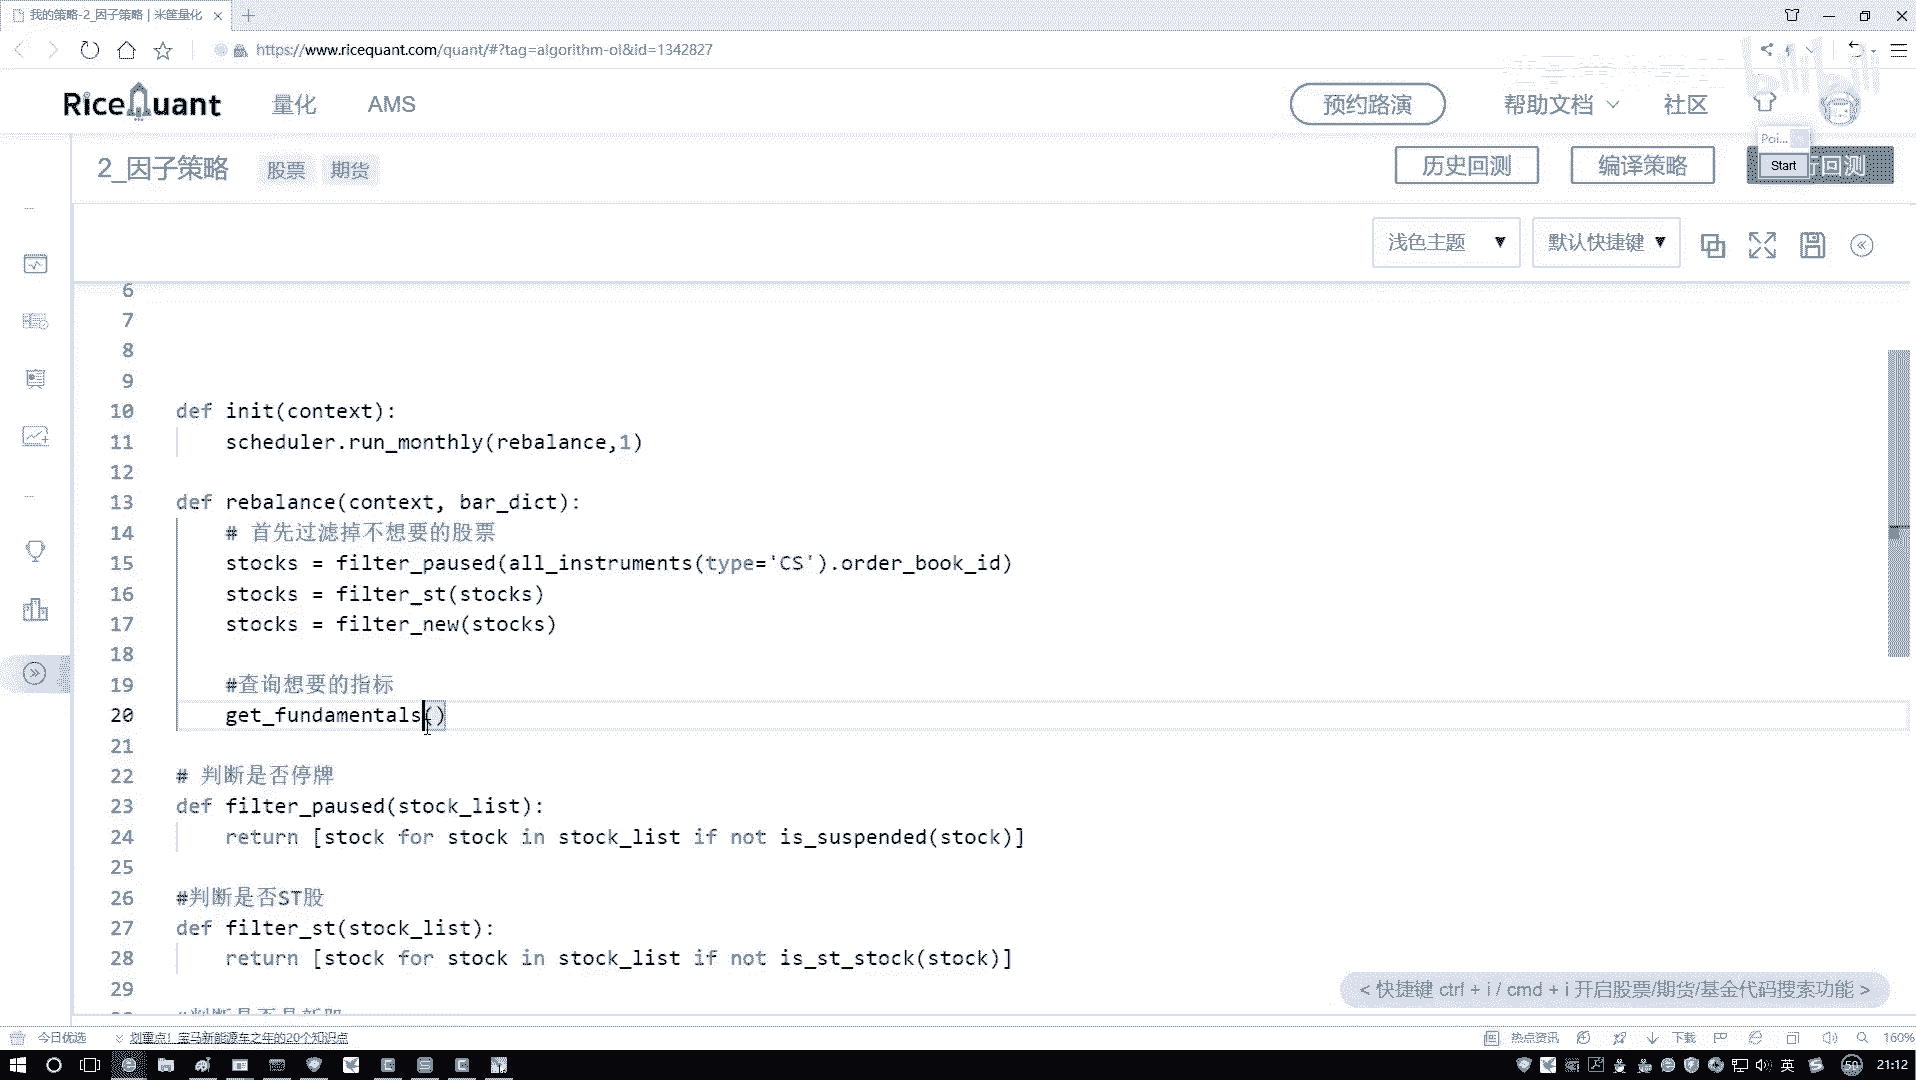 我的策略-2_因子策略 | 米筐量化
https://www.ricequant.com/quant/#?tag=algorithm-ol&id=1342827
bilibili
RiceQuant 量化 AMS 预约路演 帮助文档 社区
Poi...
2_因子策略 股票 期货 历史回测 编译策略 Start 行回测
浅色主题 默认快捷键
6
7
8
9
10 def init(context):
11 scheduler.run_monthly(rebalance,1)
12
13 def rebalance(context, bar_dict):
14 # 首先过滤掉不想要的股票
15 stocks = filter_paused(all_instruments(type='CS').order_book_id)
16 stocks = filter_st(stocks)
17 stocks = filter_new(stocks)
18
19 #查询想要的指标
20 get_fundamentals()
21
22 # 判断是否停牌
23 def filter_paused(stock_list):
24 return [stock for stock in stock_list if not is_suspended(stock)]
25
26 #判断是否ST股
27 def filter_st(stock_list):
28 return [stock for stock in stock_list if not is_st_stock(stock)]
29
< 快捷键 ctrl + i / cmd + i 开启股票/期货/基金代码搜索功能 >
今日优选 划重点！宝马新能源车之年的20个知识点 热点资讯 下载 160%
英 50 21:12